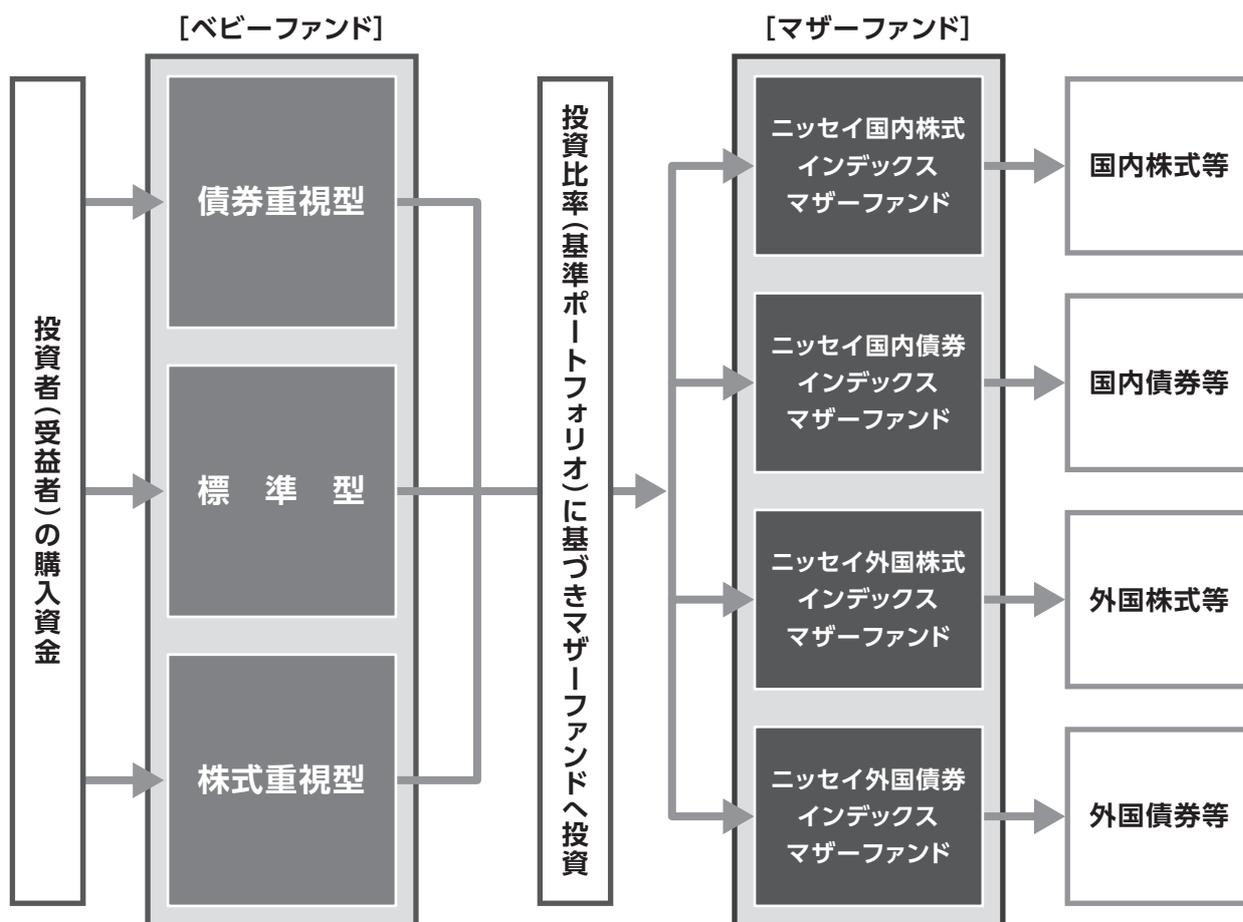 [ベビーファンド]
[マザーファンド]
投資者(受益者)の購入資金
債券重視型
標　準　型
株式重視型
投資比率(基準ポートフォリオ)に基づきマザーファンドへ投資
ニッセイ国内株式
インデックス
マザーファンド
国内株式等
ニッセイ国内債券
インデックス
マザーファンド
国内債券等
ニッセイ外国株式
インデックス
マザーファンド
外国株式等
ニッセイ外国債券
インデックス
マザーファンド
外国債券等